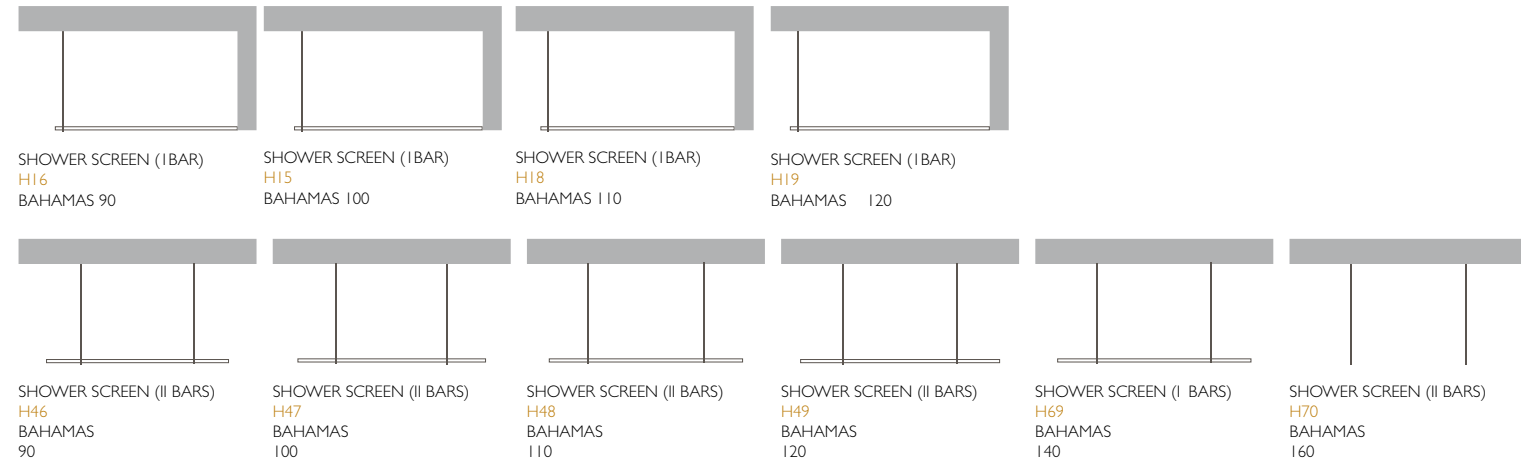 SHOWER SCREEN (1BAR)
H16
BAHAMAS 90
SHOWER SCREEN (1BAR)
H15
BAHAMAS 100
SHOWER SCREEN (1BAR)
H18
BAHAMAS 110
SHOWER SCREEN (1BAR)
H19
BAHAMAS 120
SHOWER SCREEN (II BARS)
H46
BAHAMAS
90
SHOWER SCREEN (II BARS)
H47
BAHAMAS
100
SHOWER SCREEN (II BARS)
H48
BAHAMAS
110
SHOWER SCREEN (II BARS)
H49
BAHAMAS
120
SHOWER SCREEN (I BARS)
H69
BAHAMAS
140
SHOWER SCREEN (II BARS)
H70
BAHAMAS
160